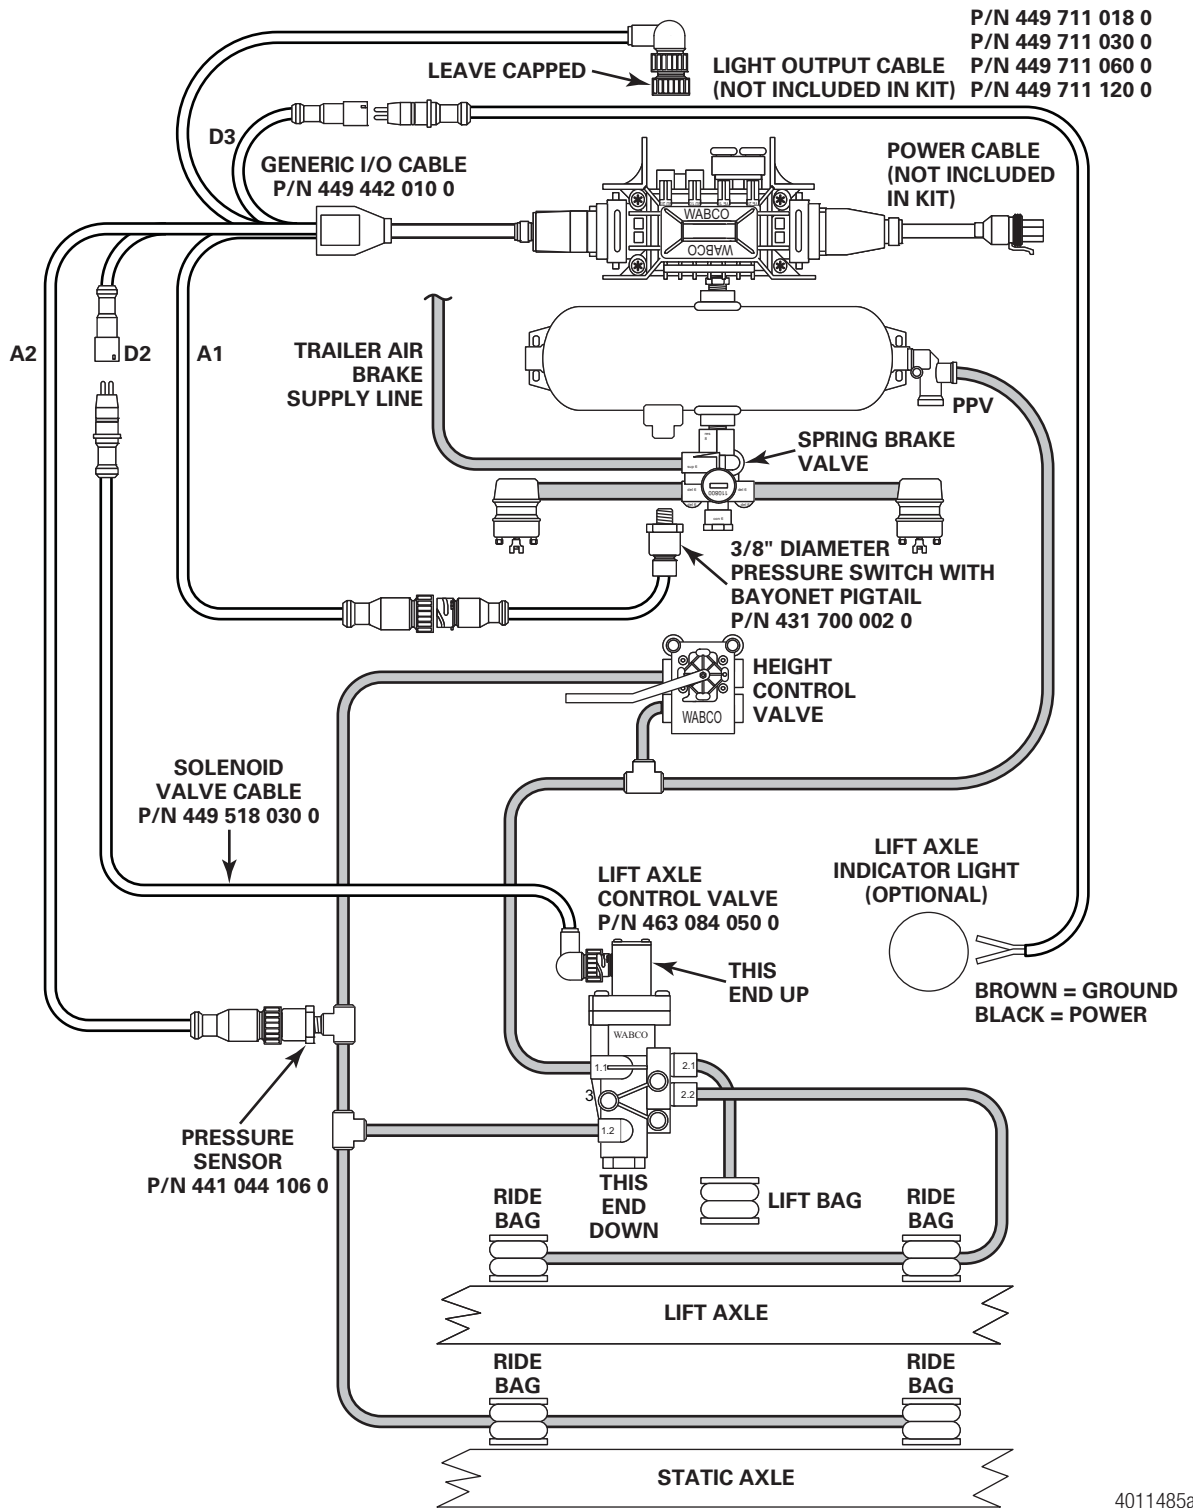 P/N 449 711 018 0
P/N 449 711 030 0
LIGHT OUTPUT CABLE P/N 449 711 060 0
(NOT INCLUDED IN KIT) P/N 449 711 120 0
LEAVE CAPPED
D3
GENERIC I/O CABLE
P/N 449 442 010 0
POWER CABLE
(NOT INCLUDED
IN KIT)
WABCO
WABCO
A2
D2
A1
TRAILER AIR
BRAKE
SUPPLY LINE
PPV
SPRING BRAKE
VALVE
110800
3/8" DIAMETER
PRESSURE SWITCH WITH
BAYONET PIGTAIL
P/N 431 700 002 0
HEIGHT
CONTROL
VALVE
WABCO
SOLENOID
VALVE CABLE
P/N 449 518 030 0
LIFT AXLE
CONTROL VALVE
P/N 463 084 050 0
LIFT AXLE
INDICATOR LIGHT
(OPTIONAL)
THIS
END UP
BROWN = GROUND
BLACK = POWER
WABCO
1.1
2.1
2.2
3
1.2
PRESSURE
SENSOR
P/N 441 044 106 0
THIS
END
DOWN
LIFT BAG
RIDE
BAG
RIDE
BAG
LIFT AXLE
RIDE
BAG
RIDE
BAG
STATIC AXLE
4011485a